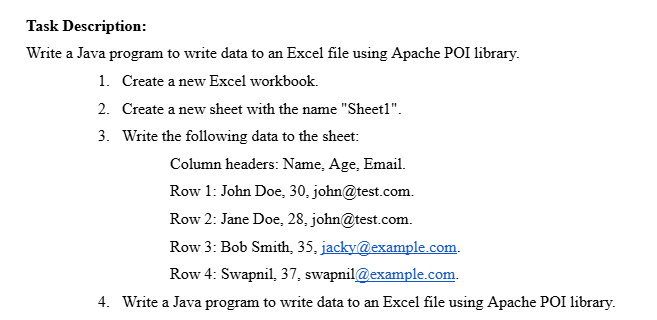 Task Description:
Write a Java program to write data to an Excel file using Apache POI library.
1. Create a new Excel workbook.
2. Create a new sheet with the name "Sheet1".
3. Write the following data to the sheet:
Column headers: Name, Age, Email.
Row 1: John Doe, 30, john@test.com.
Row 2: Jane Doe, 28, john@test.com.
Row 3: Bob Smith, 35, jacky@example.com.
Row 4: Swapnil, 37, swapnil@example.com.
4. Write a Java program to write data to an Excel file using Apache POI library.